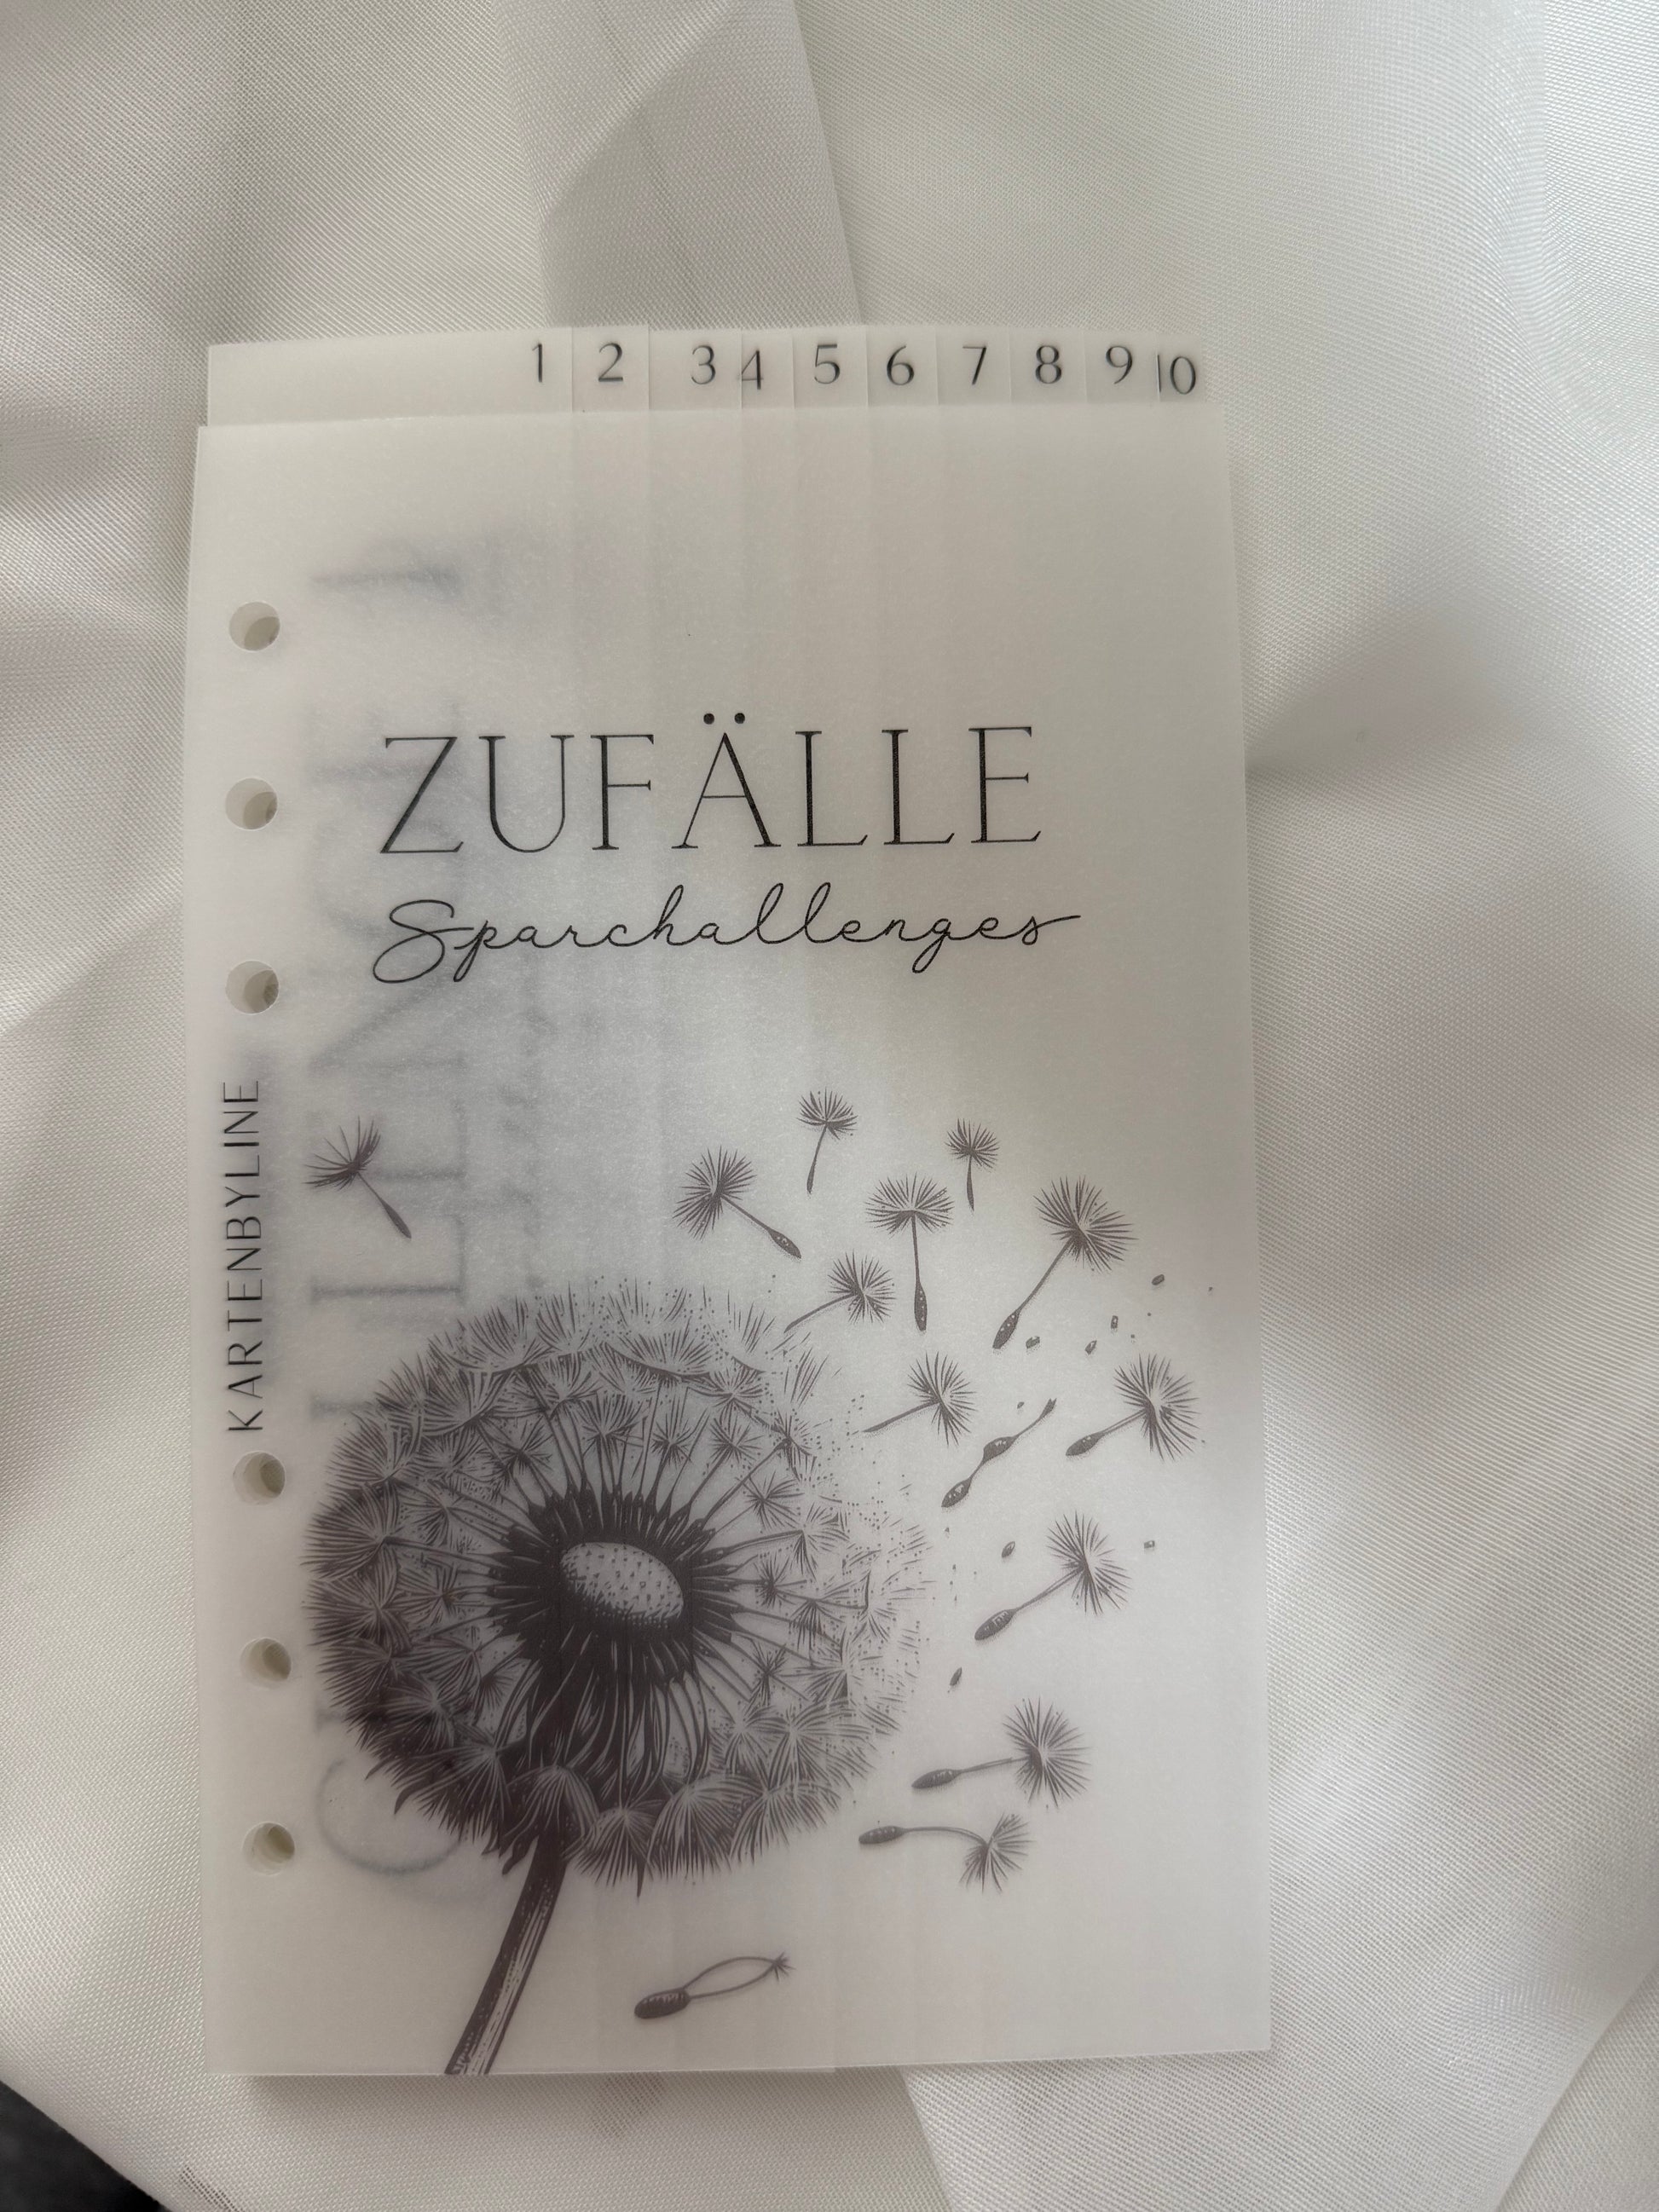 1 2 3 4 5 6 7 8 9 10
ZUFÄLLE
Sparchallenges
KARTENBYLINE